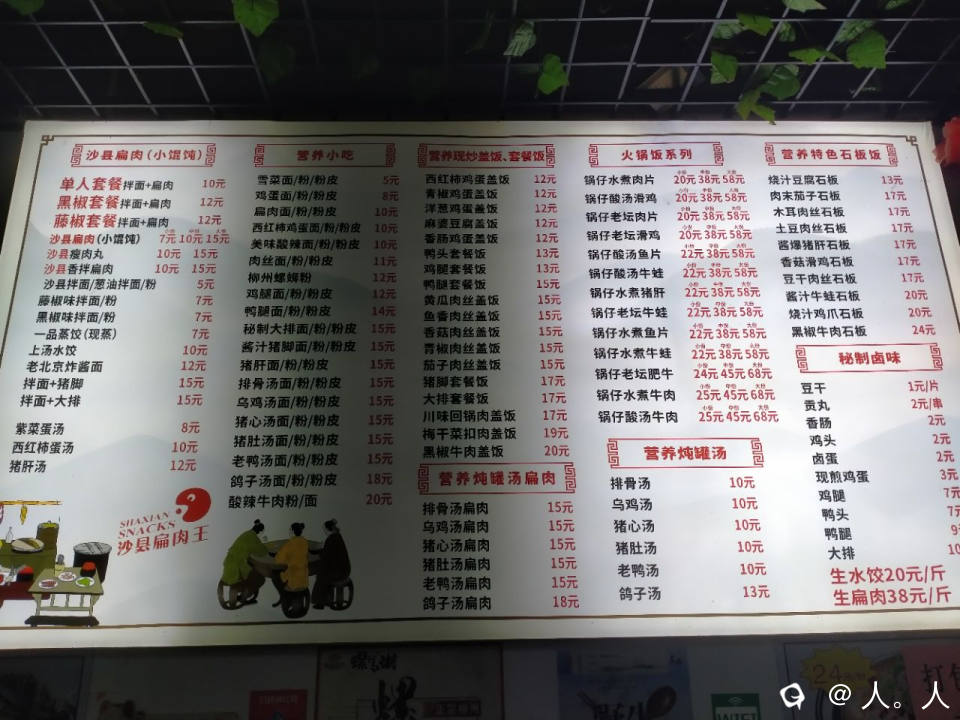 沙县扁肉(小馄饨)
单人套餐拌面+扁肉 10元
黑椒套餐拌面+扁肉 12元
藤椒套餐拌面+扁肉 12元
沙县扁肉(小馄饨) 7元 10元 15元
沙县瘦肉丸 10元 15元
沙县香拌扁肉 10元 15元
沙县拌面/葱油拌面/粉 5元
藤椒味拌面/粉 7元
黑椒味拌面/粉 7元
一品蒸饺(现蒸) 7元
上汤水饺 10元
老北京炸酱面 12元
拌面+猪脚 15元
拌面+大排 15元
紫菜蛋汤 8元
西红柿蛋汤 10元
猪肝汤 12元
SHAXIAN
SNACKS
沙县扁肉王
营养小吃
雪菜面/粉/粉皮 5元
鸡蛋面/粉/粉皮 8元
扁肉面/粉/粉皮 10元
西红柿鸡蛋面/粉/粉皮 10元
美味酸辣面/粉/粉皮 10元
肉丝面/粉/粉皮 11元
柳州螺蛳粉 12元
鸡腿面/粉/粉皮 12元
鸭腿面/粉/粉皮 14元
秘制大排面/粉/粉皮 15元
酱汁猪脚面/粉/粉皮 15元
猪肝面/粉/粉皮 15元
排骨汤面/粉/粉皮 15元
乌鸡汤面/粉/粉皮 15元
猪心汤面/粉/粉皮 15元
猪肚汤面/粉/粉皮 15元
老鸭汤面/粉/粉皮 15元
鸽子汤面/粉/粉皮 18元
酸辣牛肉粉/面 20元
营养现炒盖饭、套餐饭
西红柿鸡蛋盖饭 12元
青椒鸡蛋盖饭 12元
洋葱鸡蛋盖饭 12元
麻婆豆腐盖饭 12元
香肠鸡蛋盖饭 12元
鸭头套餐饭 13元
鸡腿套餐饭 13元
鸭腿套餐饭 15元
黄瓜肉丝盖饭 15元
鱼香肉丝盖饭 15元
香菇肉丝盖饭 15元
青椒肉丝盖饭 15元
茄子肉丝盖饭 15元
猪脚套餐饭 17元
大排套餐饭 17元
川味回锅肉盖饭 17元
梅干菜扣肉盖饭 19元
黑椒牛肉盖饭 20元
营养炖罐汤扁肉
排骨汤扁肉 15元
乌鸡汤扁肉 15元
猪心汤扁肉 15元
猪肚汤扁肉 15元
老鸭汤扁肉 15元
鸽子汤扁肉 18元
火锅饭系列
小份 中份 大份
锅仔水煮肉片 20元 38元 58元
锅仔酸汤滑鸡 20元 38元 58元
锅仔老坛肉片 20元 38元 58元
锅仔老坛滑鸡 20元 38元 58元
锅仔酸汤鱼片 22元 38元 58元
锅仔酸汤牛蛙 22元 38元 58元
锅仔水煮猪肝 22元 38元 58元
锅仔老坛牛蛙 22元 38元 58元
锅仔水煮鱼片 22元 38元 58元
锅仔水煮牛蛙 22元 38元 58元
锅仔老坛肥牛 24元 45元 68元
锅仔水煮牛肉 25元 45元 68元
锅仔酸汤牛肉 25元 45元 68元
营养炖罐汤
排骨汤 10元
乌鸡汤 10元
猪心汤 10元
猪肚汤 10元
老鸭汤 10元
鸽子汤 13元
营养特色石板饭
烧汁豆腐石板 13元
肉末茄子石板 17元
木耳肉丝石板 17元
土豆肉丝石板 17元
酱爆猪肝石板 17元
香菇滑鸡石板 17元
豆干肉丝石板 17元
酱汁牛蛙石板 20元
烧汁鸡爪石板 20元
黑椒牛肉石板 24元
秘制卤味
豆干 1元/片
贡丸 2元/串
香肠 2元
鸡头 2元
卤蛋 2元
现煎鸡蛋 3元
鸡腿 7元
鸭头 7元
鸭腿
大排
生水饺20元/斤
生扁肉38元/斤
WIFI
@人。人